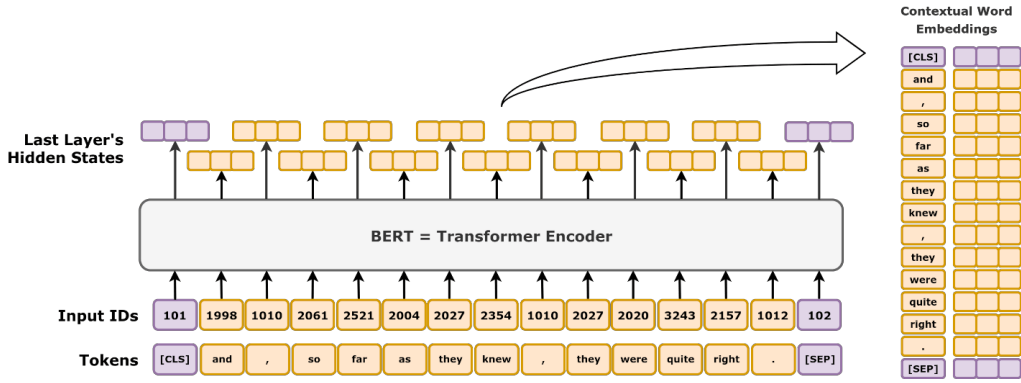 Contextual Word
Embeddings
[CLS]
and
,
so
far
as
they
knew
,
they
were
quite
right
.
[SEP]
Last Layer's
Hidden States
BERT = Transformer Encoder
Input IDs 101 1998 1010 2061 2521 2004 2027 2354 1010 2027 2020 3243 2157 1012 102
Tokens [CLS] and , so far as they knew , they were quite right . [SEP]